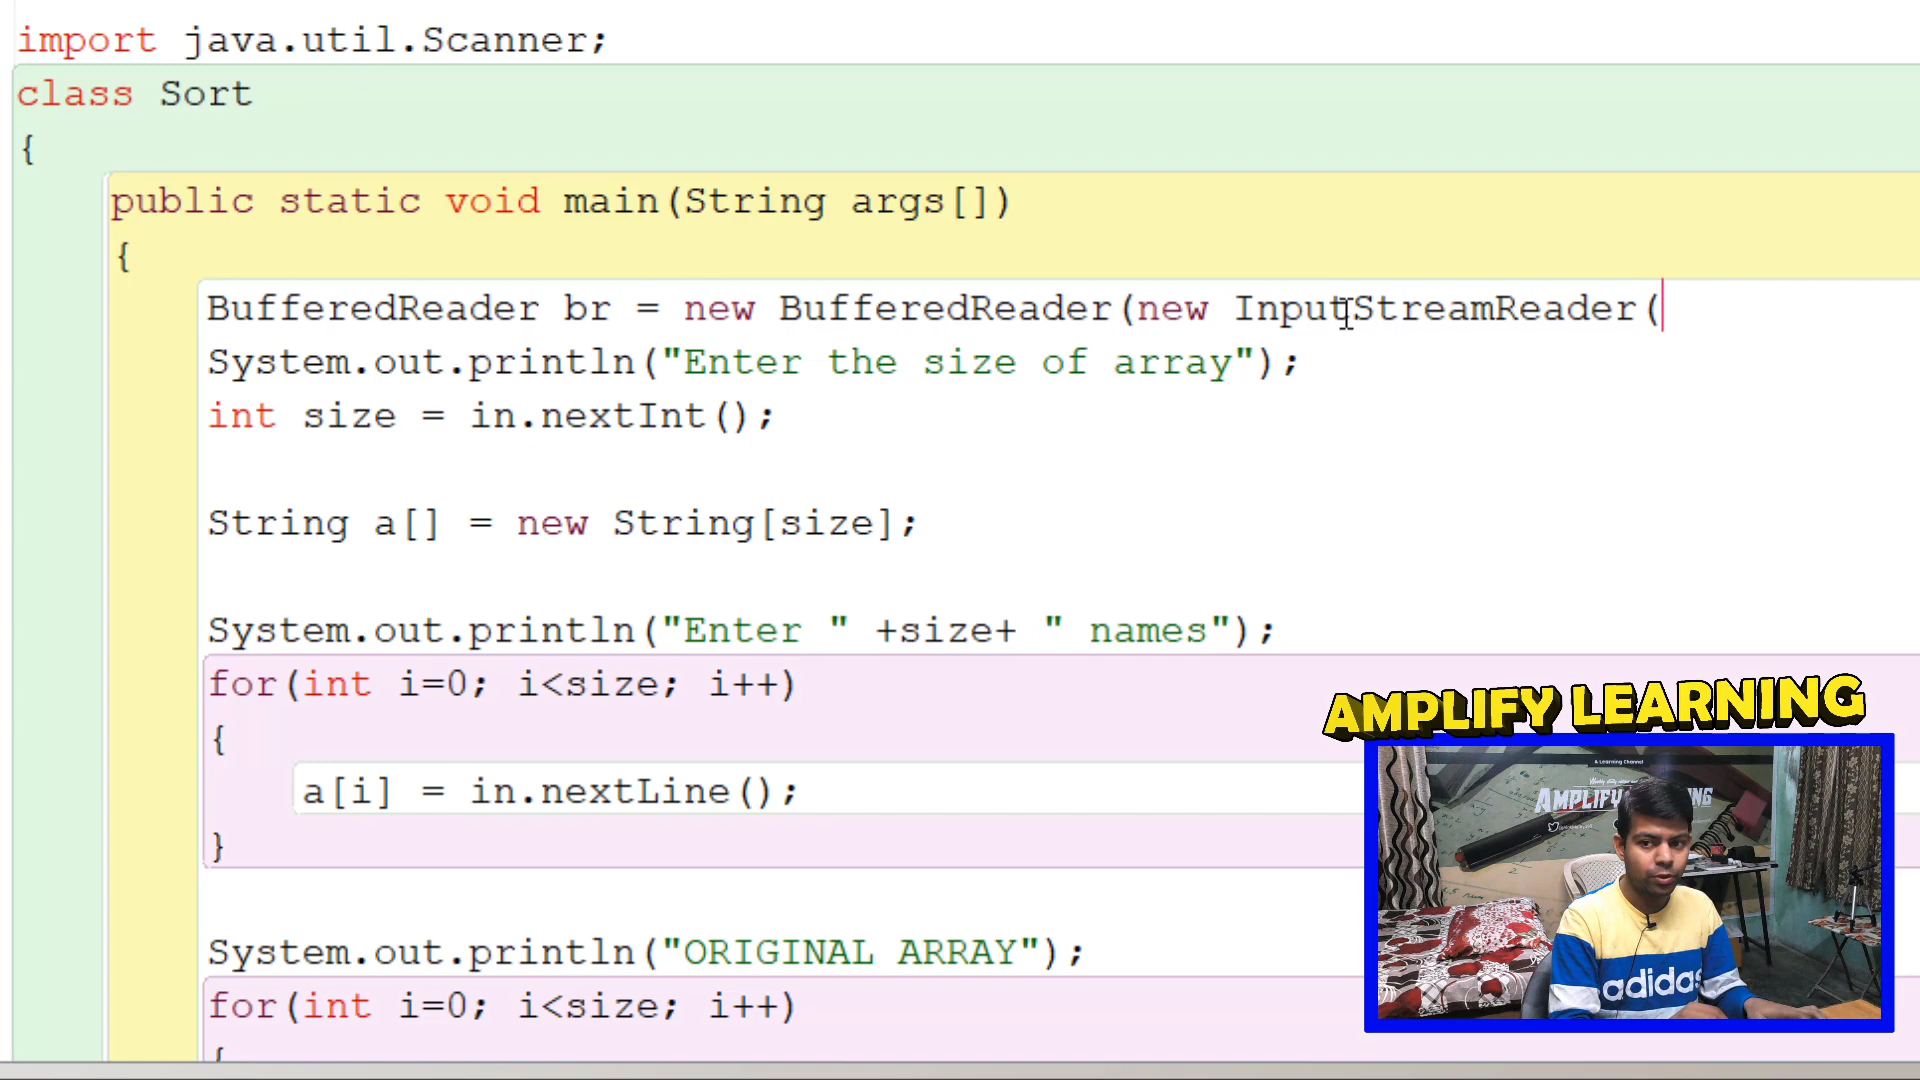 import java.util.Scanner;
class Sort
{
public static void main(String args[])
{
BufferedReader br = new BufferedReader(new InputStreamReader(
System.out.println("Enter the size of array");
int size = in.nextInt();
String a[] = new String[size];
System.out.println("Enter " +size+ " names");
for(int i=0; i<size; i++)
{
a[i] = in.nextLine();
}
System.out.println("ORIGINAL ARRAY");
for(int i=0; i<size; i++)
{
AMPLIFY LEARNING
A Learning Channel
adidas